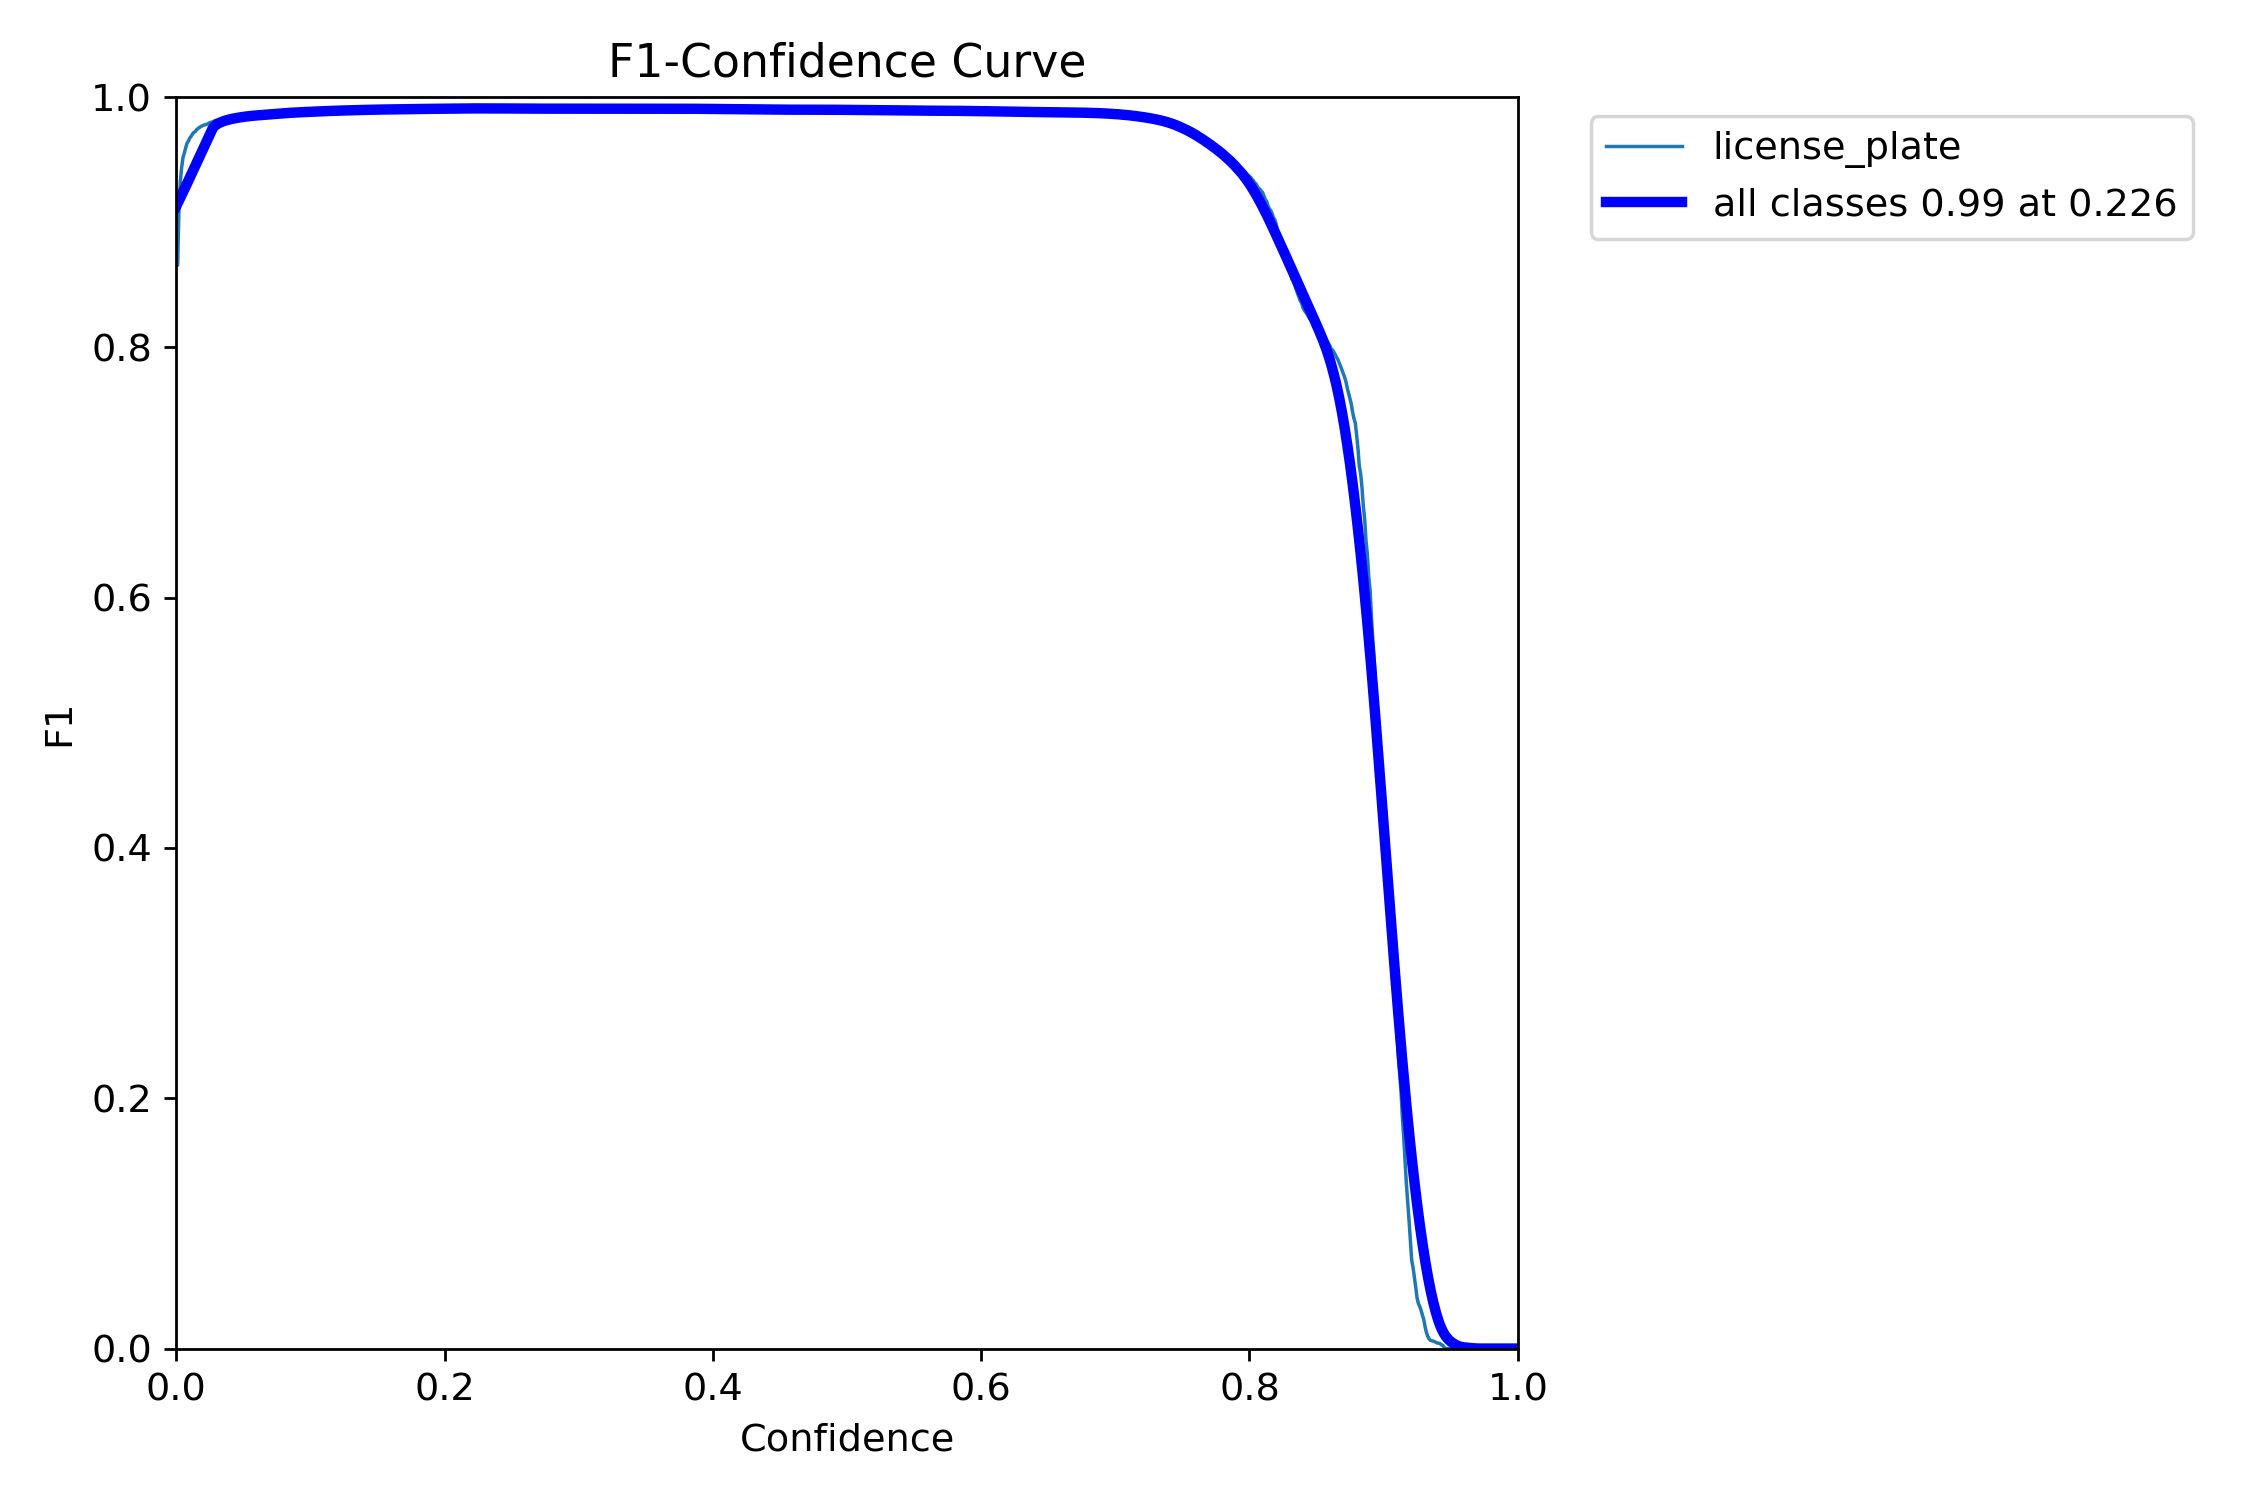 F1-Confidence Curve
1.0
0.8
0.6
0.4
0.2
0.0
F1
0.0 0.2 0.4 0.6 0.8 1.0
Confidence
license_plate
all classes 0.99 at 0.226